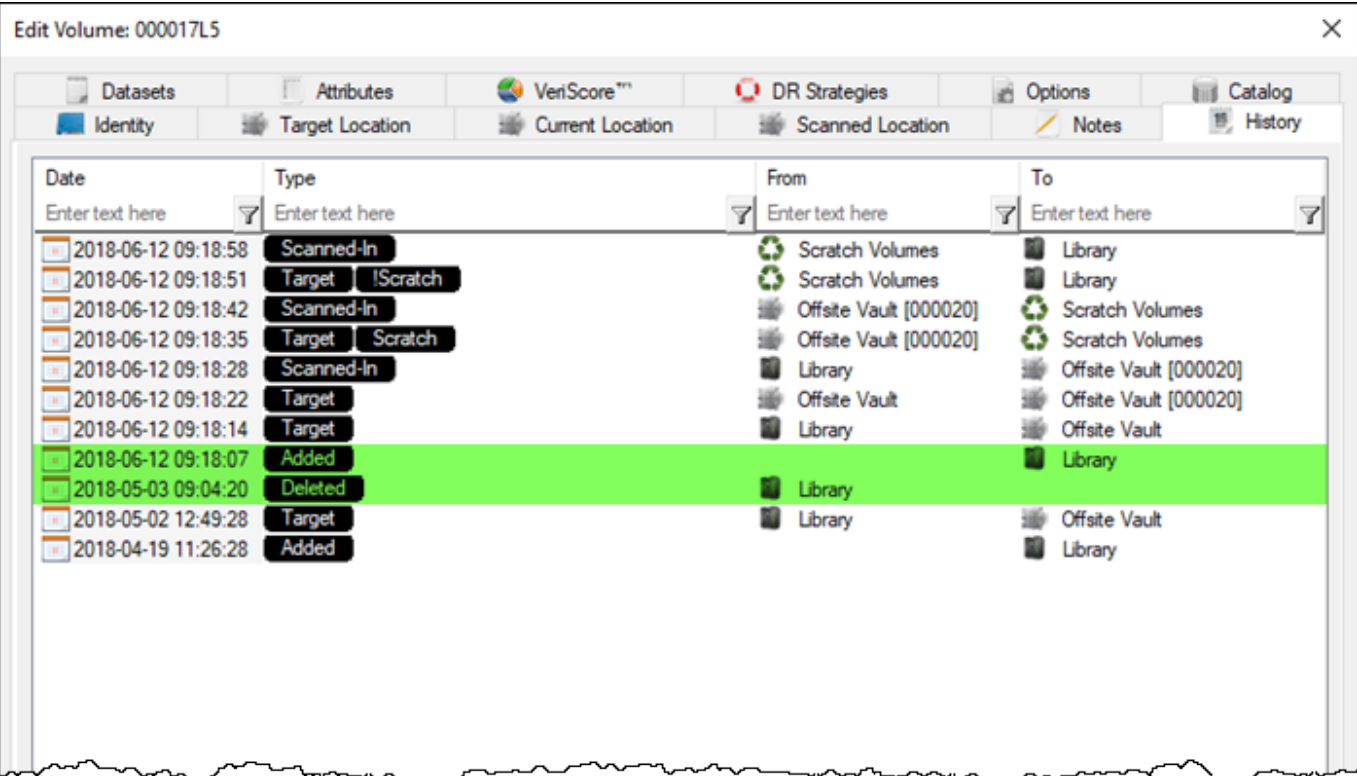 Edit Volume: 000017L5
Datasets Attributes VeriScore™ DR Strategies Options Catalog
Identity Target Location Current Location Scanned Location Notes History
Date Type From To
Enter text here Enter text here Enter text here Enter text here
2018-06-12 09:18:58 Scanned-In Scratch Volumes Library
2018-06-12 09:18:51 Target !Scratch Scratch Volumes Library
2018-06-12 09:18:42 Scanned-In Offsite Vault [000020] Scratch Volumes
2018-06-12 09:18:35 Target Scratch Offsite Vault [000020] Scratch Volumes
2018-06-12 09:18:28 Scanned-In Library Offsite Vault [000020]
2018-06-12 09:18:22 Target Offsite Vault Offsite Vault [000020]
2018-06-12 09:18:14 Target Library Offsite Vault
2018-06-12 09:18:07 Added Library
2018-05-03 09:04:20 Deleted Library
2018-05-02 12:49:28 Target Library Offsite Vault
2018-04-19 11:26:28 Added Library